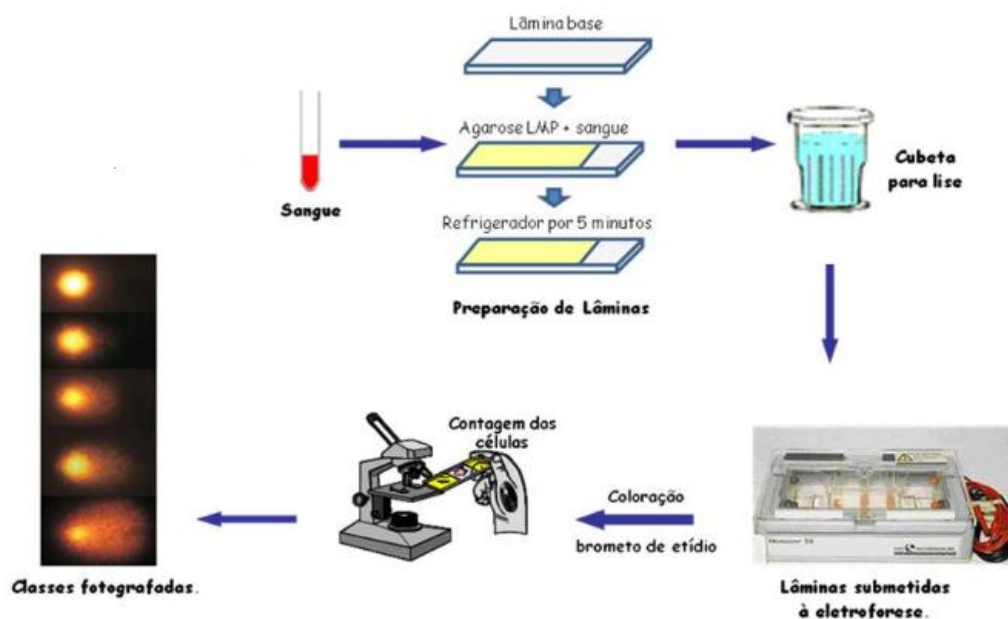 Lâmina base
Agarose LMP + sangue
Refrigerador por 5 minutos
Preparação de Lâminas
Sangue
Cubeta
para lise
Contagem das
células
Coloração
brometo de etídio
Lâminas submetidas
à eletroforese.
Classes fotografadas.